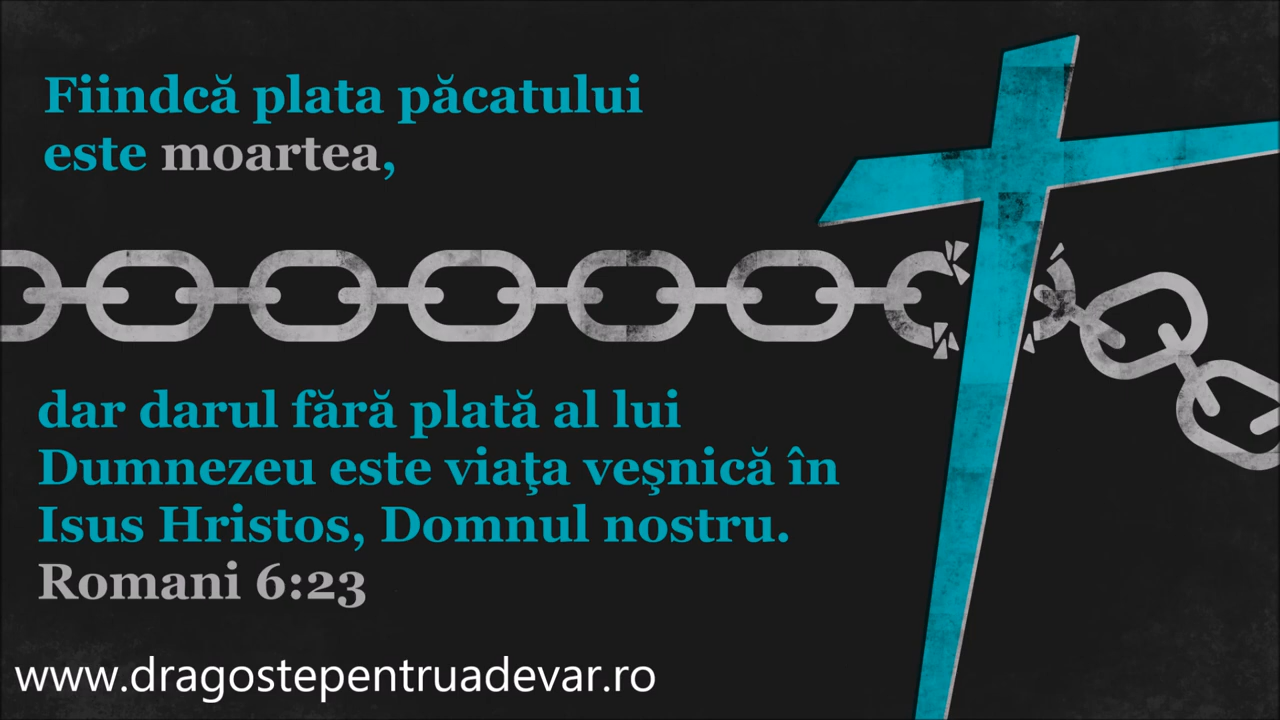 Fiindcă plata păcatului
este moartea,
dar darul fără plată al lui
Dumnezeu este viaţa veşnică în
Isus Hristos, Domnul nostru.
Romani 6:23
www.dragostepentruadevar.ro